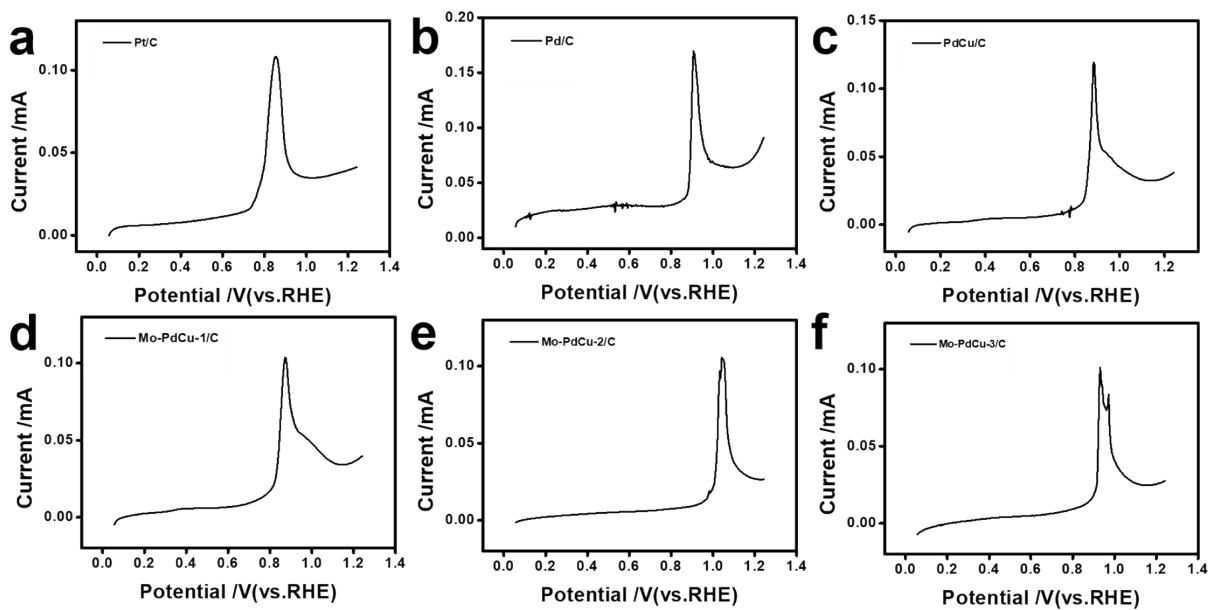 a
Pt/C
0.10
0.05
0.00
Current /mA
0.0 0.2 0.4 0.6 0.8 1.0 1.2 1.4
Potential /V(vs.RHE)
b
Pd/C
0.20
0.15
0.10
0.05
0.00
Current /mA
0.0 0.2 0.4 0.6 0.8 1.0 1.2 1.4
Potential /V(vs.RHE)
c
PdCu/C
0.15
0.10
0.05
0.00
Current /mA
0.0 0.2 0.4 0.6 0.8 1.0 1.2
Potential /V(vs.RHE)
d
Mo-PdCu-1/C
0.10
0.05
0.00
Current /mA
0.0 0.2 0.4 0.6 0.8 1.0 1.2 1.4
Potential /V(vs.RHE)
e
Mo-PdCu-2/C
0.10
0.05
0.00
Current /mA
0.0 0.2 0.4 0.6 0.8 1.0 1.2 1.4
Potential /V(vs.RHE)
f
Mo-PdCu-3/C
0.10
0.05
0.00
Current /mA
0.0 0.2 0.4 0.6 0.8 1.0 1.2 1.4
Potential /V(vs.RHE)